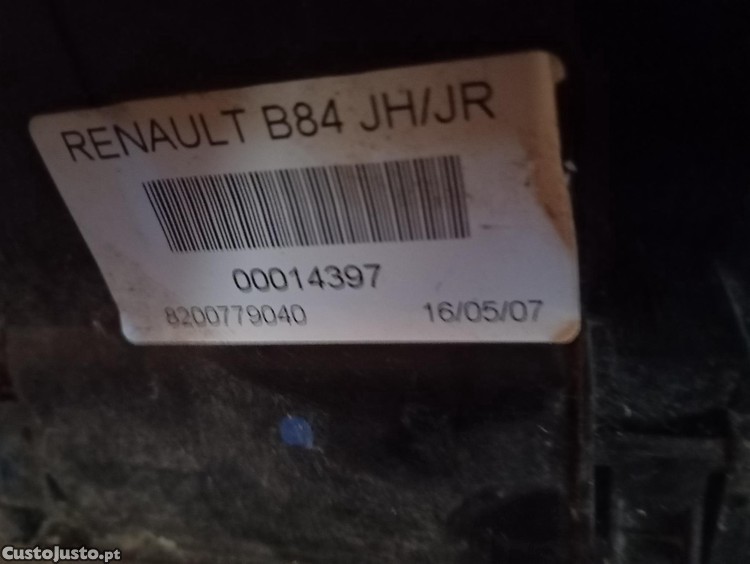 RENAULT B84 JH/JR
00014397
8200779040 16/05/07
CustoJusto.pt